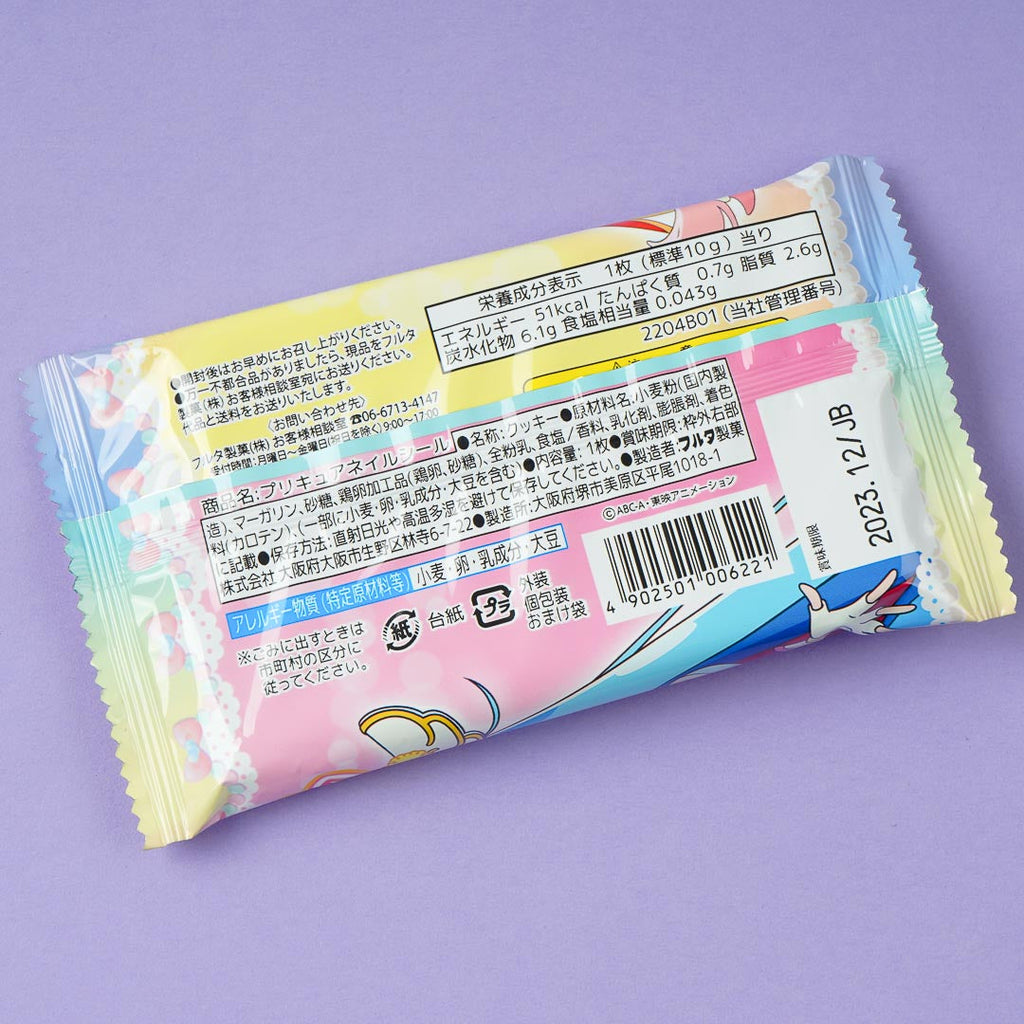 栄養成分表示 1枚(標準10g)当り
エネルギー 51kcal たんぱく質 0.7g 脂質 2.6g
炭水化物 6.1g 食塩相当量 0.043g
2204B01(当社管理番号)
●開封後はお早めにお召し上がりください。
●万一不都合品がありましたら、現品をフルタ
製菓(株)お客様相談室宛にお送りください。
代品と送料をお送りいたします。
〈お問い合わせ先〉
フルタ製菓(株)お客様相談室☎06-6713-4147
受付時間:月曜日~金曜日(祝日を除く)9:00~17:00
商品名:プリキュアネイルシール
●名称:クッキー●原材料名:小麦粉(国内製
造)、マーガリン、砂糖、鶏卵加工品(鶏卵、砂糖)、全粉乳、食塩/香料、乳化剤、膨脹剤、着色
料(カロテン)、(一部に小麦・卵・乳成分・大豆を含む)●内容量:1枚●賞味期限:枠外右部
に記載●保存方法:直射日光や高温多湿を避けて保存してください。●製造者:フルタ製菓
株式会社 大阪府大阪市生野区林寺6-7-22●製造所:大阪府堺市美原区平尾1018-1
アレルギー物質(特定原材料等) 小麦・卵・乳成分・大豆
ⓒABC-A・東映アニメーション
4 902501 006221
賞味期限
2023.12/JB
※ごみに出すときは
市町村の区分に
従ってください。
紙 台紙
プラ 外装
個包装
おまけ袋